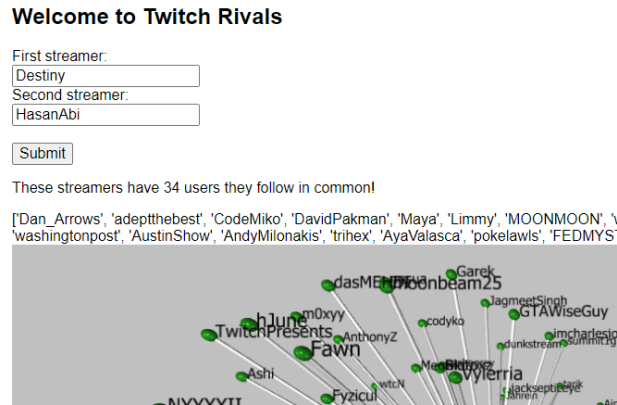 Welcome to Twitch Rivals
First streamer:
Destiny
Second streamer:
HasanAbi
Submit
These streamers have 34 users they follow in common!
['Dan_Arrows', 'adeptthebest', 'CodeMiko', 'DavidPakman', 'Maya', 'Limmy', 'MOONMOON',
'washingtonpost', 'AustinShow', 'AndyMilonakis', 'trihex', 'AyaValasca', 'pokelawls',
Garek
moonbeam25
JagmeetSingh
GTAWiseGuy
m0xyy
hJune
codyko
TwitchPresents
AnthonyZ
dunkstream
Fawn
Vylerria
Ashi
wtcN
jacksepticeye
Fyzicul